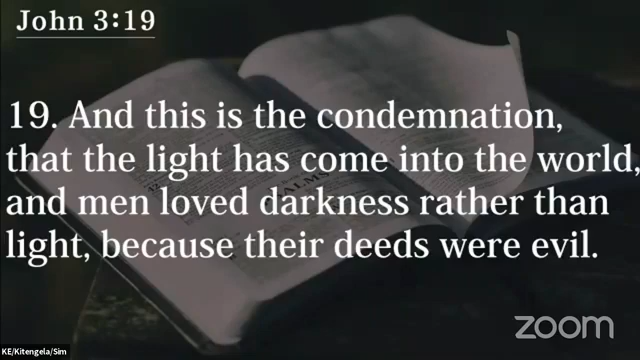 John 3:19
19. And this is the condemnation,
that the light has come into the world,
and men loved darkness rather than
light, because their deeds were evil.
PSALMS
zoom
KE/Kitengela/Sim